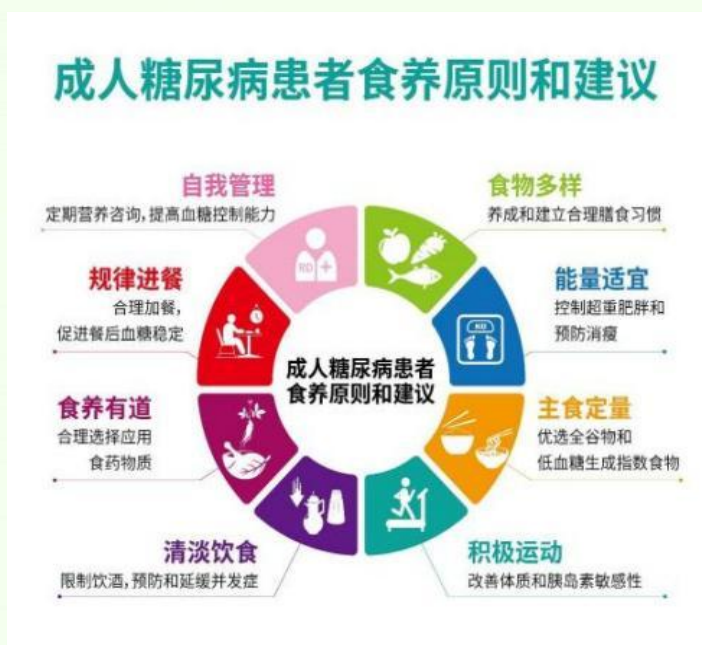 成人糖尿病患者食养原则和建议
自我管理
定期营养咨询，提高血糖控制能力
食物多样
养成和建立合理膳食习惯
规律进餐
合理加餐，
促进餐后血糖稳定
能量适宜
控制超重肥胖和
预防消瘦
RD
KG
成人糖尿病患者
食养原则和建议
食养有道
合理选择应用
食药物质
主食定量
优选全谷物和
低血糖生成指数食物
清淡饮食
限制饮酒，预防和延缓并发症
积极运动
改善体质和胰岛素敏感性